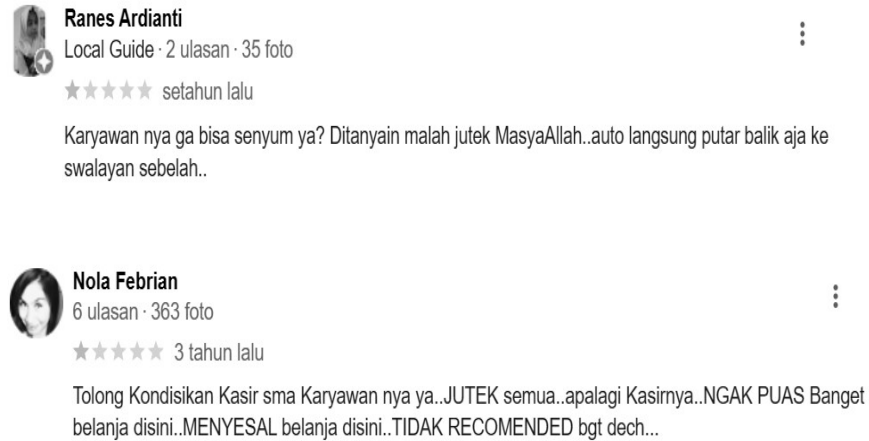 Ranes Ardianti
Local Guide · 2 ulasan · 35 foto
setahun lalu
Karyawan nya ga bisa senyum ya? Ditanyain malah jutek MasyaAllah..auto langsung putar balik aja ke
swalayan sebelah..
Nola Febrian
6 ulasan · 363 foto
3 tahun lalu
Tolong Kondisikan Kasir sma Karyawan nya ya..JUTEK semua..apalagi Kasirnya..NGAK PUAS Banget
belanja disini..MENYESAL belanja disini..TIDAK RECOMENDED bgt dech...